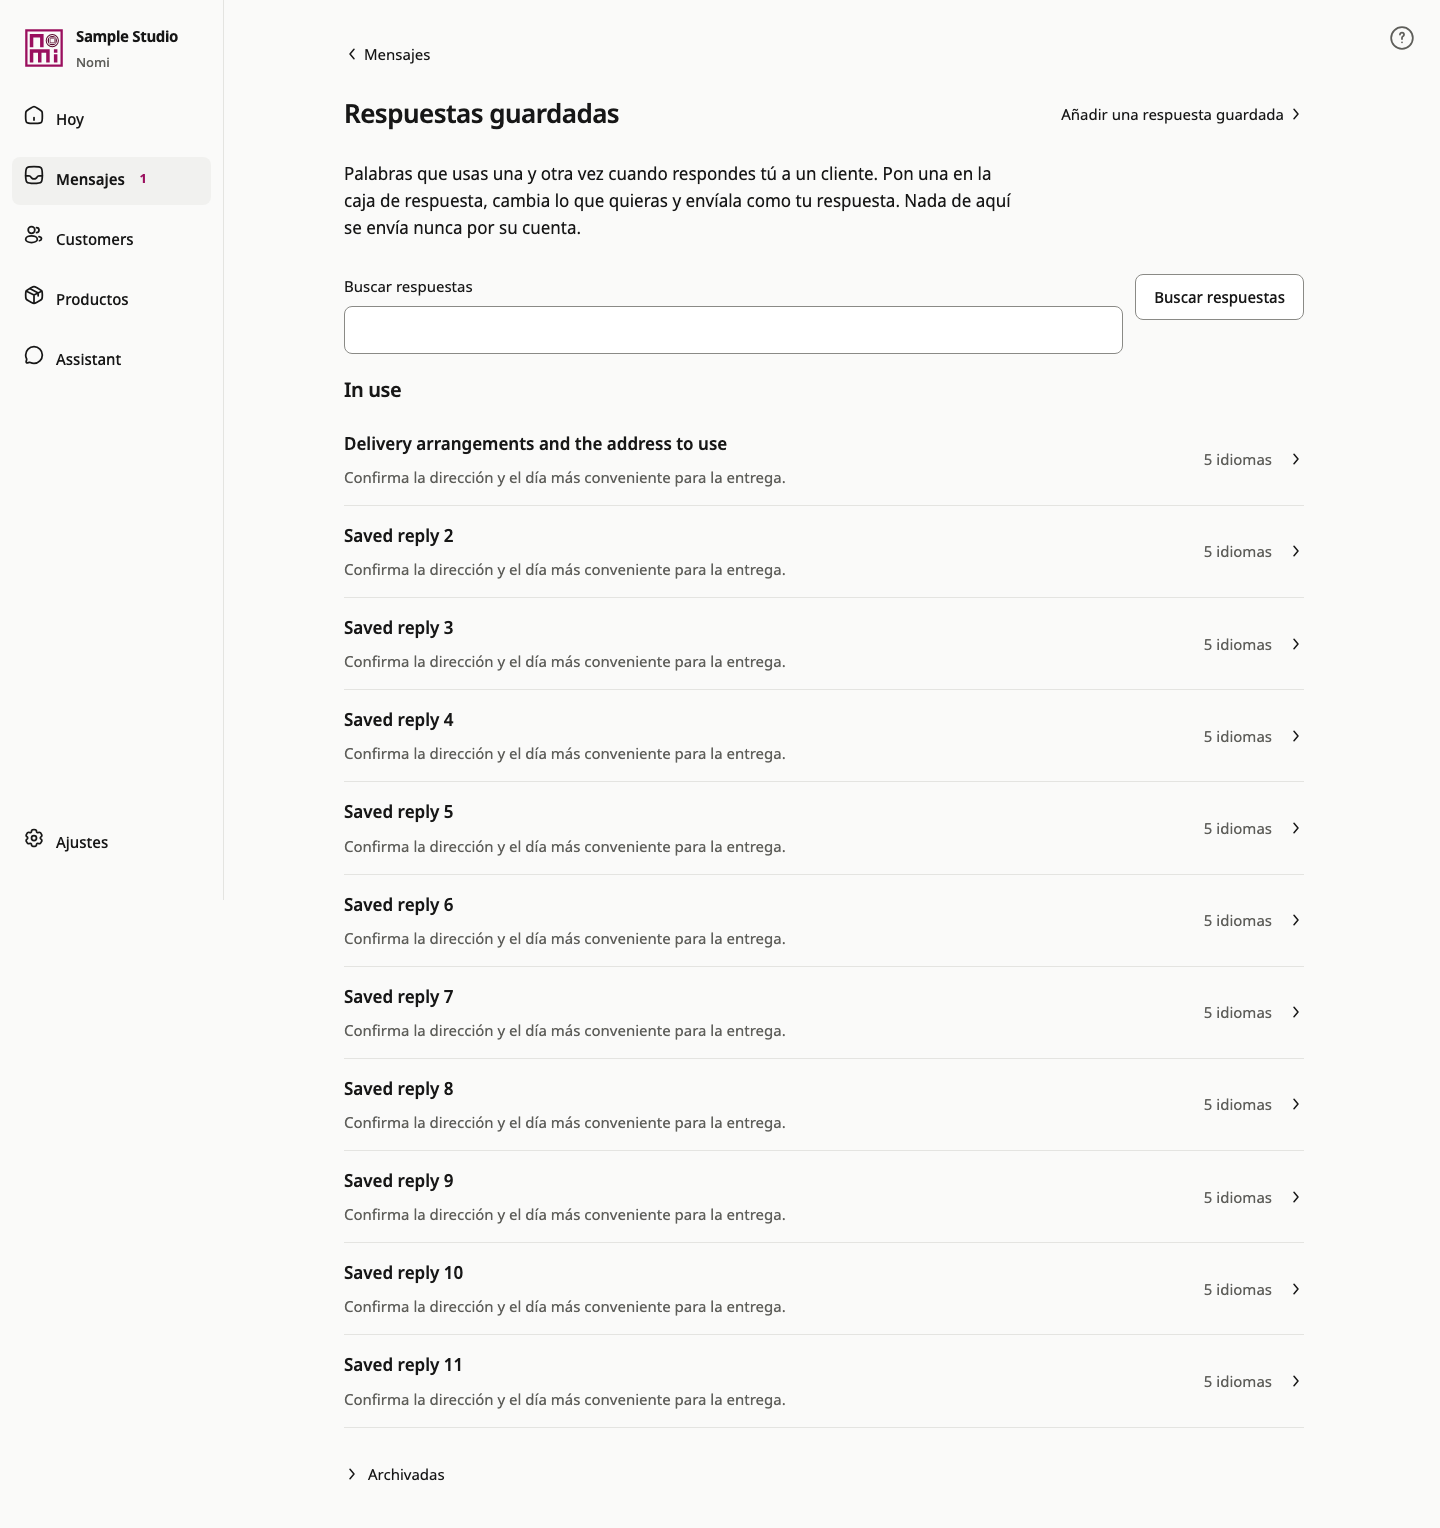 nomi
Sample Studio
Nomi
Hoy
Mensajes 1
Customers
Productos
Assistant
Ajustes
Mensajes
Respuestas guardadas
Añadir una respuesta guardada
Palabras que usas una y otra vez cuando respondes tú a un cliente. Pon una en la
caja de respuesta, cambia lo que quieras y envíala como tu respuesta. Nada de aquí
se envía nunca por su cuenta.
Buscar respuestas
Buscar respuestas
In use
Delivery arrangements and the address to use
Confirma la dirección y el día más conveniente para la entrega.
5 idiomas
Saved reply 2
Confirma la dirección y el día más conveniente para la entrega.
5 idiomas
Saved reply 3
Confirma la dirección y el día más conveniente para la entrega.
5 idiomas
Saved reply 4
Confirma la dirección y el día más conveniente para la entrega.
5 idiomas
Saved reply 5
Confirma la dirección y el día más conveniente para la entrega.
5 idiomas
Saved reply 6
Confirma la dirección y el día más conveniente para la entrega.
5 idiomas
Saved reply 7
Confirma la dirección y el día más conveniente para la entrega.
5 idiomas
Saved reply 8
Confirma la dirección y el día más conveniente para la entrega.
5 idiomas
Saved reply 9
Confirma la dirección y el día más conveniente para la entrega.
5 idiomas
Saved reply 10
Confirma la dirección y el día más conveniente para la entrega.
5 idiomas
Saved reply 11
Confirma la dirección y el día más conveniente para la entrega.
5 idiomas
Archivadas